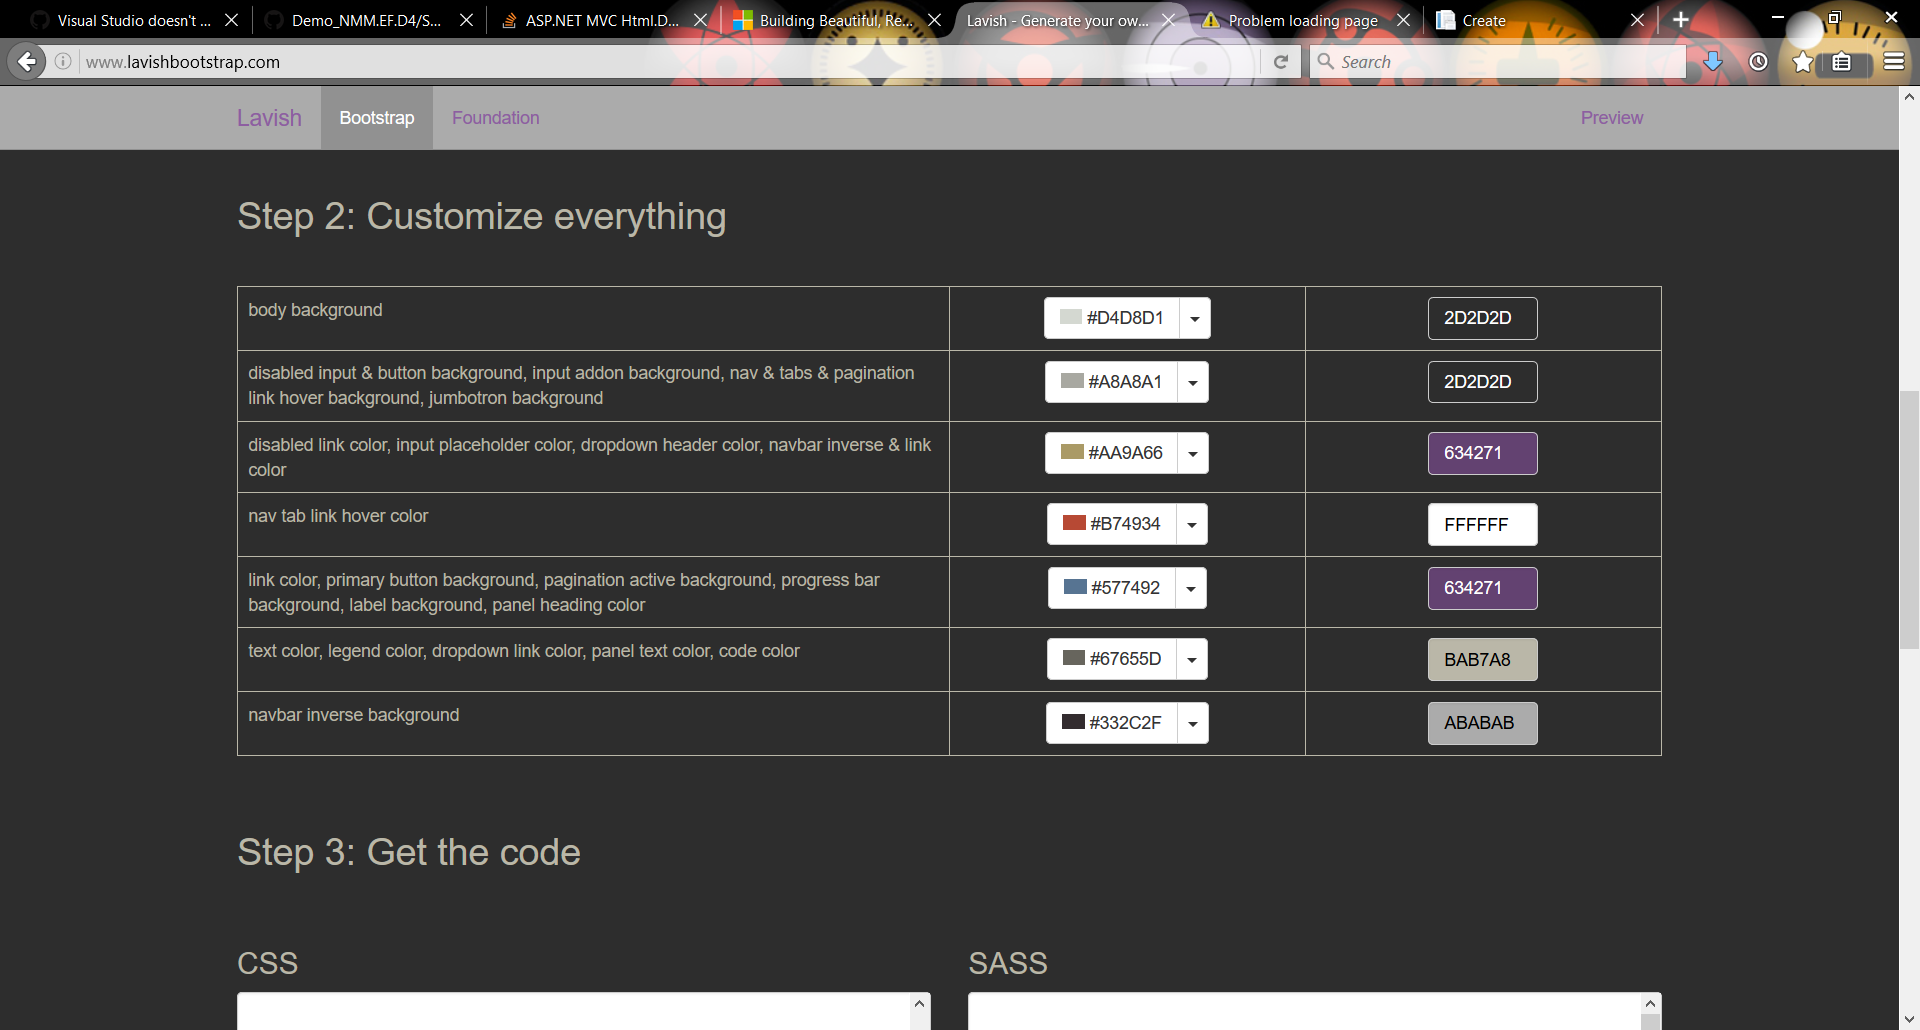 Visual Studio doesn't ...
Demo_NMM.EF.D4/S...
ASP.NET MVC Html.D...
Building Beautiful, Re...
Lavish - Generate your ow...
Problem loading page
Create
www.lavishbootstrap.com
Search
Lavish
Bootstrap
Foundation
Preview
Step 2: Customize everything
body background
#D4D8D1
2D2D2D
disabled input & button background, input addon background, nav & tabs & pagination
link hover background, jumbotron background
#A8A8A1
2D2D2D
disabled link color, input placeholder color, dropdown header color, navbar inverse & link
color
#AA9A66
634271
nav tab link hover color
#B74934
FFFFFF
link color, primary button background, pagination active background, progress bar
background, label background, panel heading color
#577492
634271
text color, legend color, dropdown link color, panel text color, code color
#67655D
BAB7A8
navbar inverse background
#332C2F
ABABAB
Step 3: Get the code
CSS
SASS